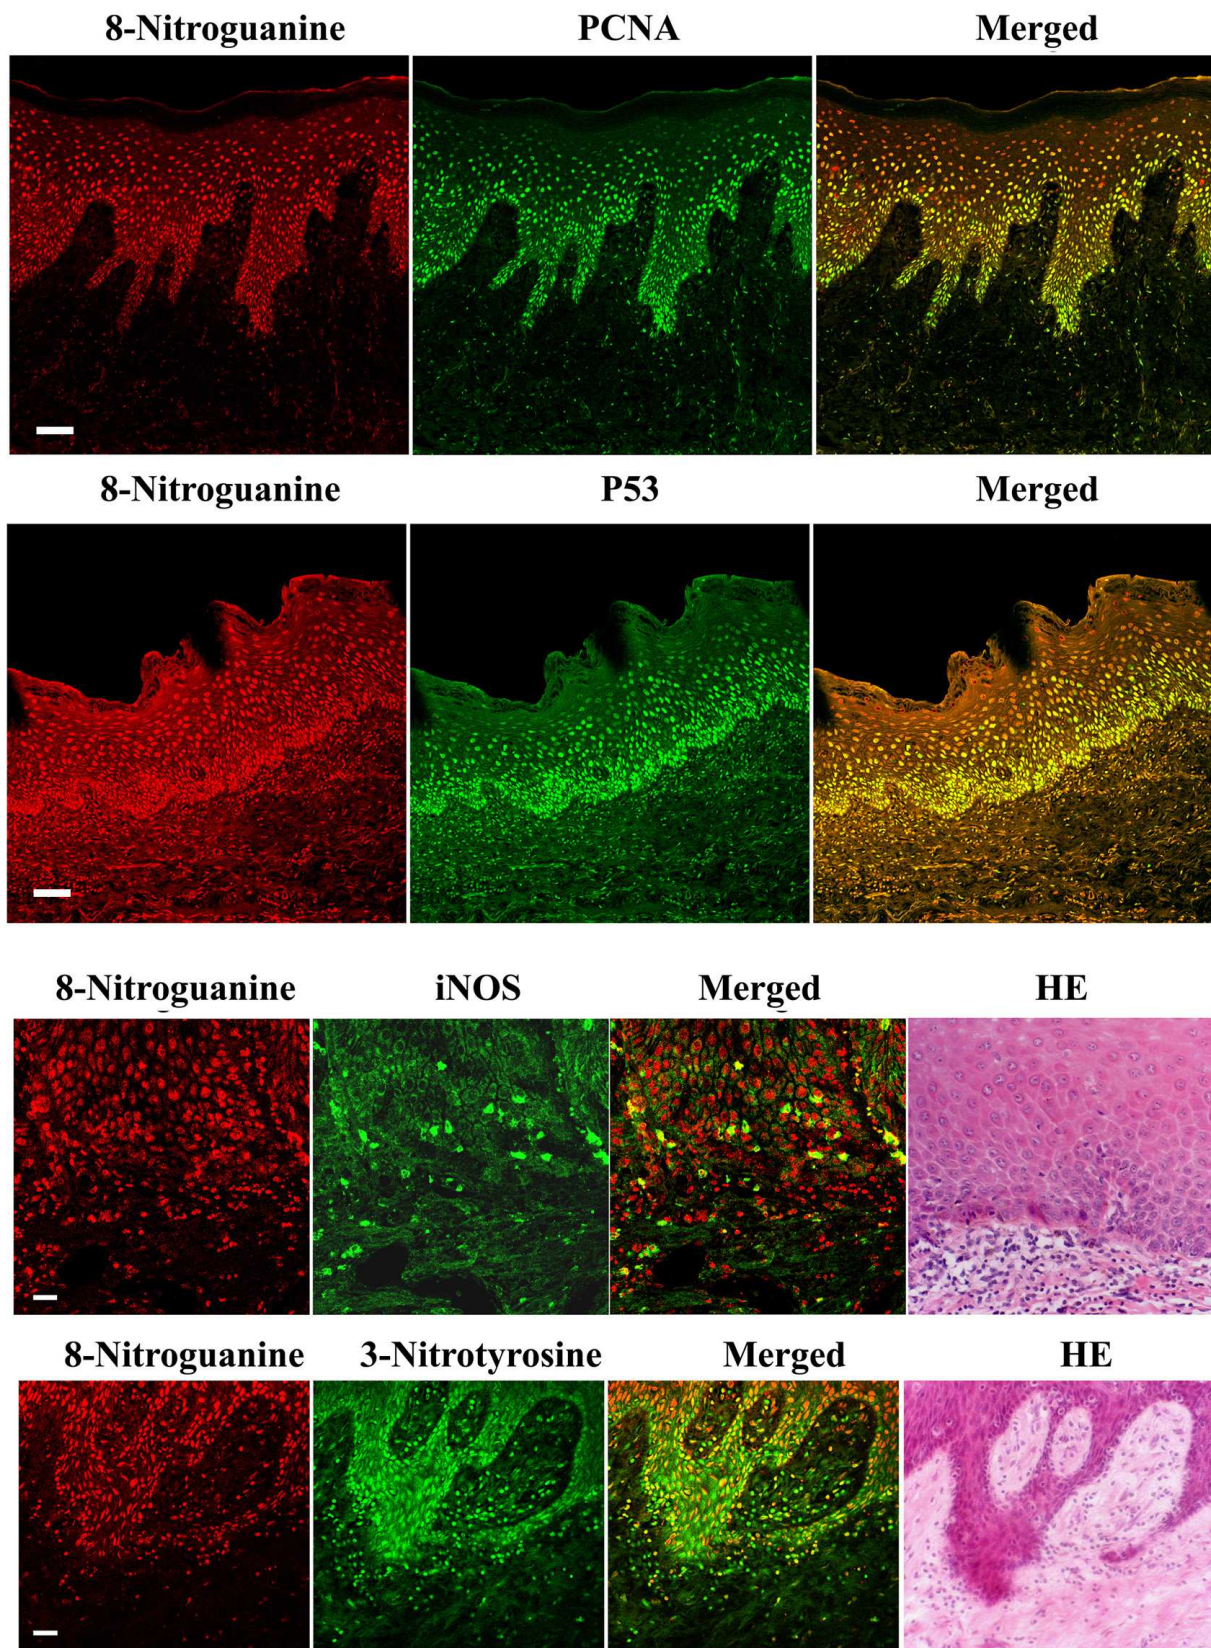 8-Nitroguanine PCNA Merged
8-Nitroguanine P53 Merged
8-Nitroguanine iNOS Merged HE
8-Nitroguanine 3-Nitrotyrosine Merged HE